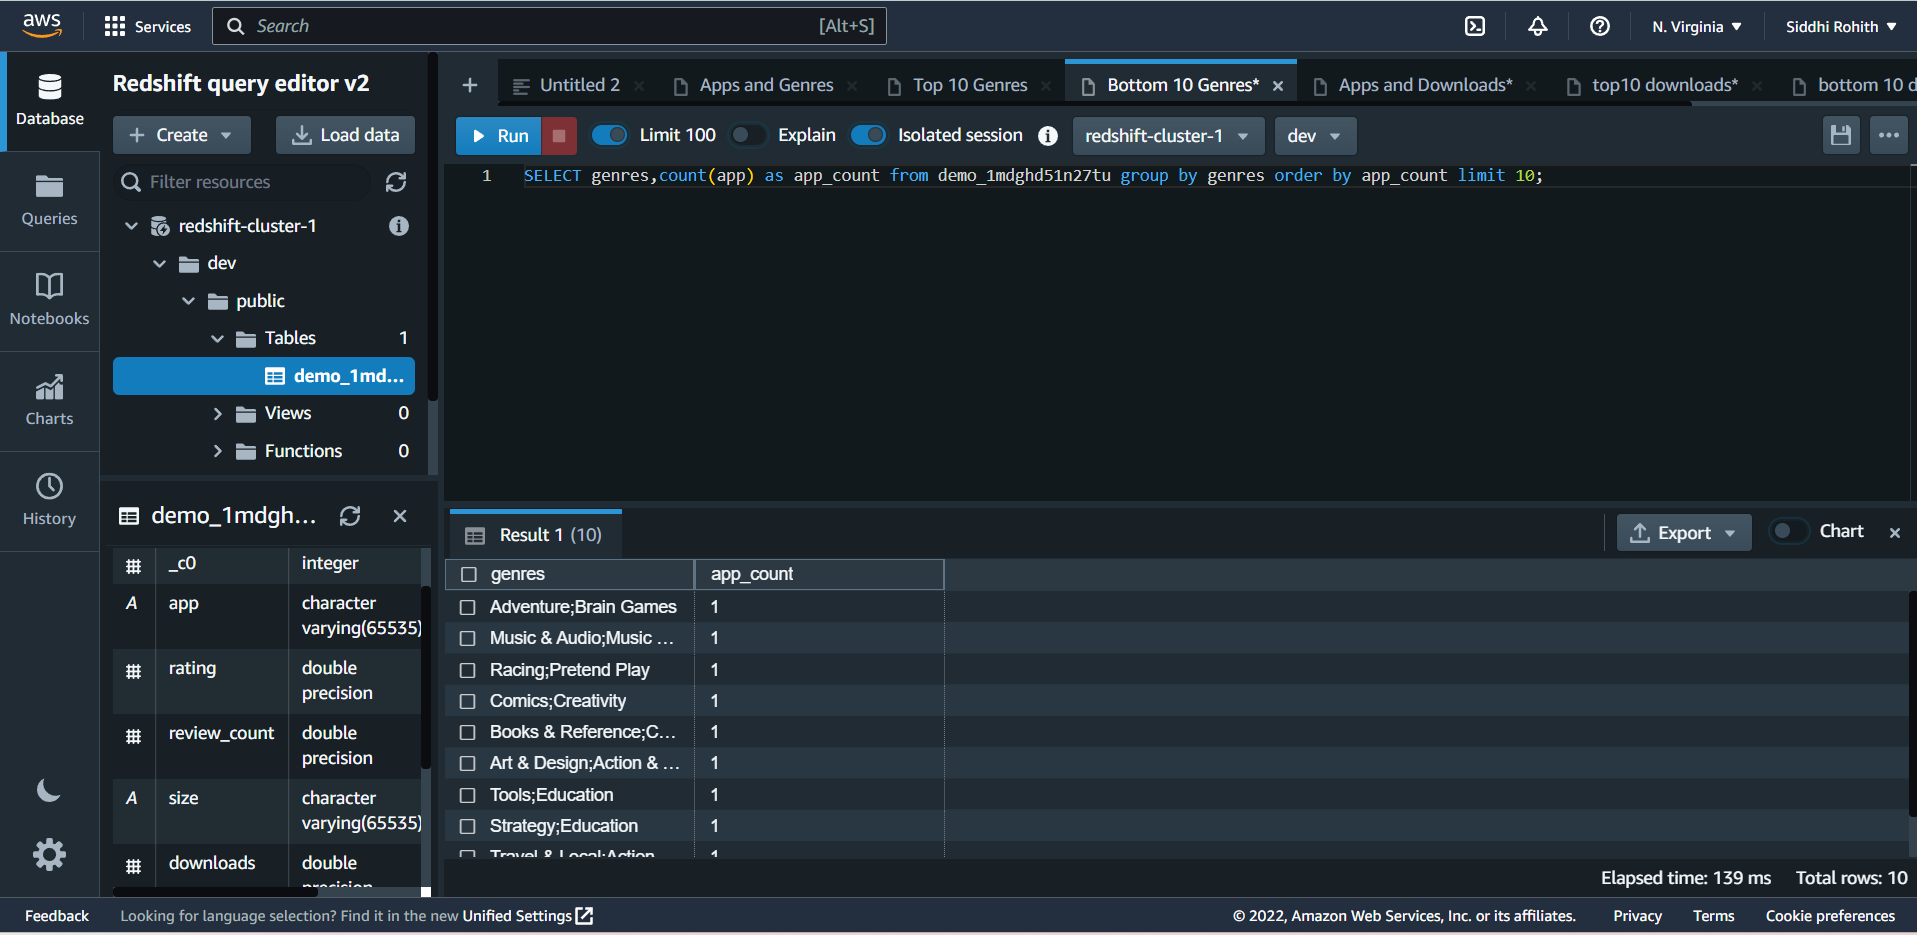 aws Services Search [Alt+S] N. Virginia Siddhi Rohith
Database
Queries
Notebooks
Charts
History
Redshift query editor v2
Create Load data
Filter resources
redshift-cluster-1
dev
public
Tables 1
demo_1md...
Views 0
Functions 0
demo_1mdgh...
_c0 integer
A app character varying(65535)
rating double precision
review_count double precision
A size character varying(65535)
downloads double precision
Untitled 2 Apps and Genres Top 10 Genres Bottom 10 Genres* Apps and Downloads* top10 downloads* bottom 10 d
Run Limit 100 Explain Isolated session redshift-cluster-1 dev
1 SELECT genres,count(app) as app_count from demo_1mdghd51n27tu group by genres order by app_count limit 10;
Result 1 (10) Export Chart
genres app_count
Adventure;Brain Games 1
Music & Audio;Music ... 1
Racing;Pretend Play 1
Comics;Creativity 1
Books & Reference;C... 1
Art & Design;Action & ... 1
Tools;Education 1
Strategy;Education 1
Travel & Local;Action 1
Elapsed time: 139 ms Total rows: 10
Feedback Looking for language selection? Find it in the new Unified Settings © 2022, Amazon Web Services, Inc. or its affiliates. Privacy Terms Cookie preferences